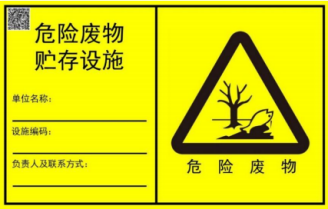 危险废物
贮存设施
单位名称：
设施编码：
负责人及联系方式：
危险废物